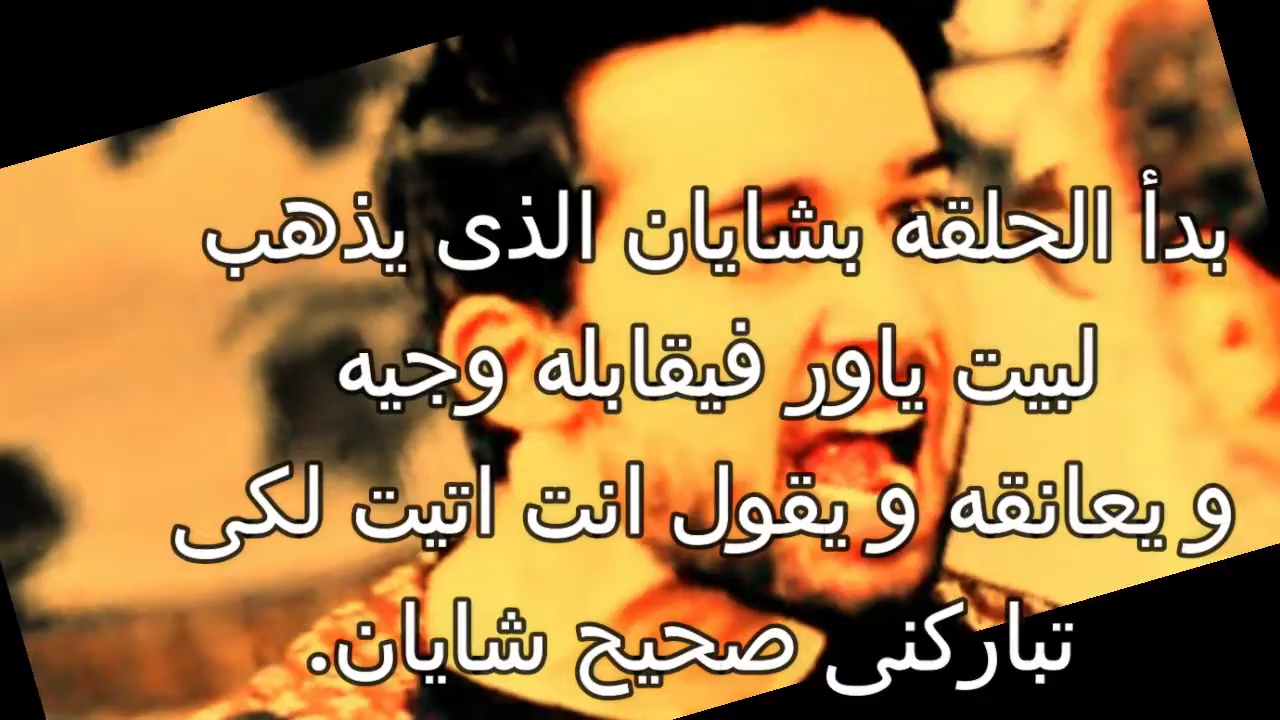 بدأ الحلقه بشايان الذى يذهب
لبيت ياور فيقابله وجيه
و يعانقه و يقول انت اتيت لكى
تباركنى صحيح شايان.